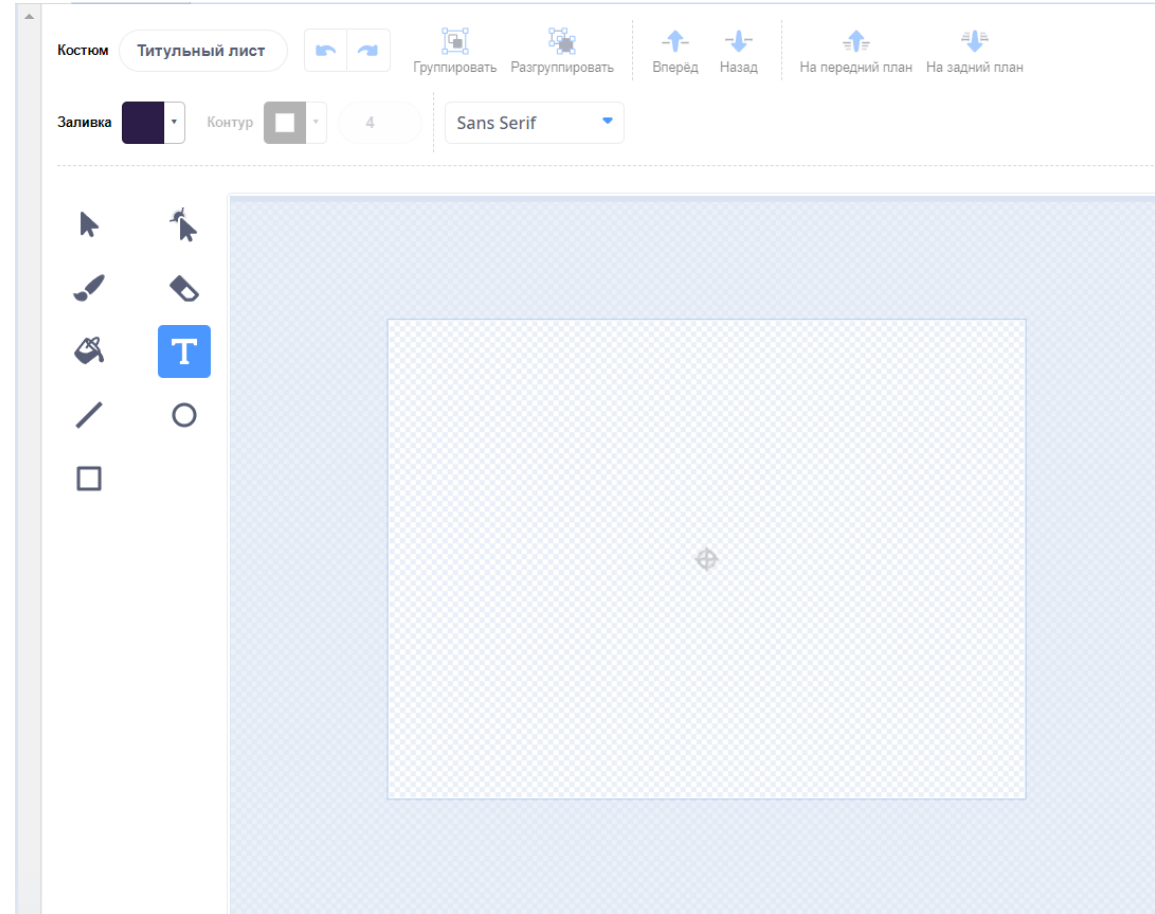 Костюм Титульный лист Группировать Разгруппировать Вперёд Назад На передний план На задний план
Заливка Контур 4 Sans Serif
T